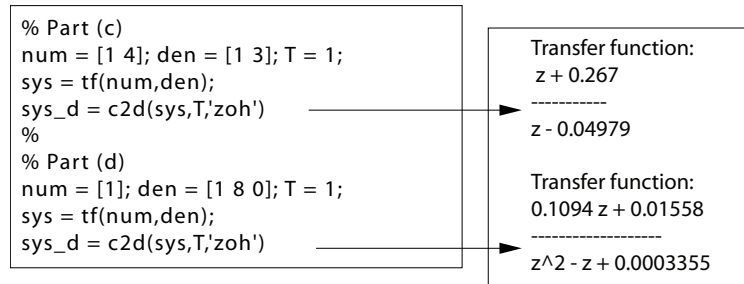 % Part (c)
num = [1 4]; den = [1 3]; T = 1;
sys = tf(num,den);
sys_d = c2d(sys,T,'zoh')
%
% Part (d)
num = [1]; den = [1 8 0]; T = 1;
sys = tf(num,den);
sys_d = c2d(sys,T,'zoh')
Transfer function:
z + 0.267
-----------
z - 0.04979
Transfer function:
0.1094 z + 0.01558
-------------------
z^2 - z + 0.0003355